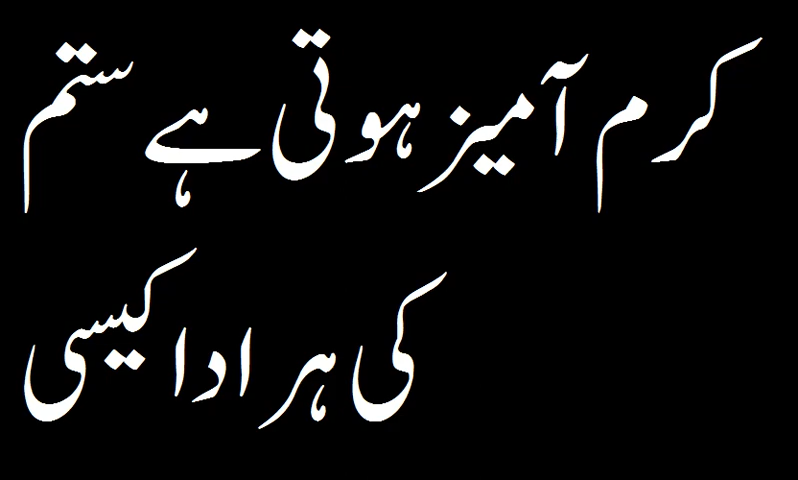 کرم آمیز ہوتی ہے ستم
کی ہر ادا کیسی